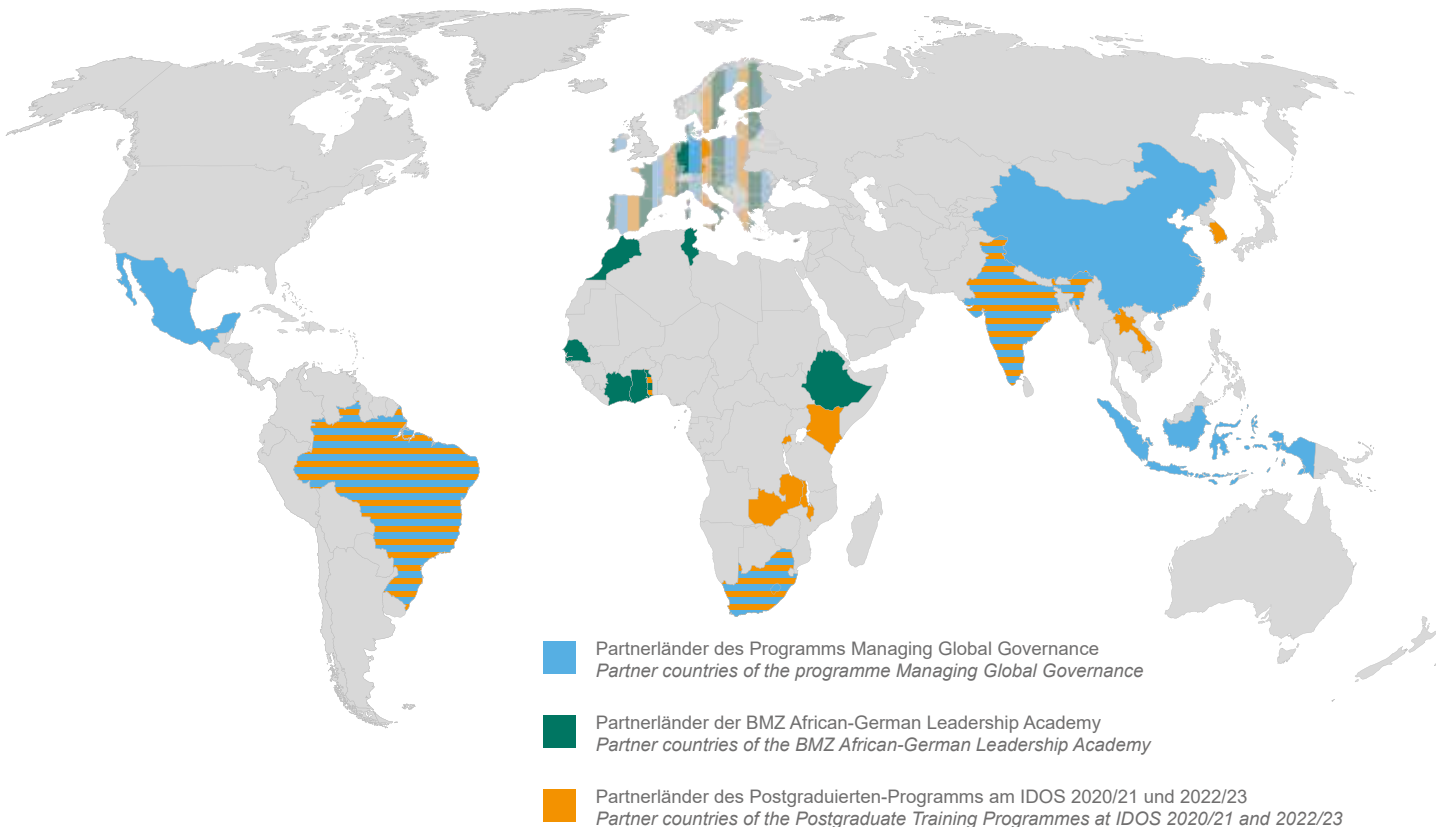 Partnerländer des Programms Managing Global Governance
Partner countries of the programme Managing Global Governance
Partnerländer der BMZ African-German Leadership Academy
Partner countries of the BMZ African-German Leadership Academy
Partnerländer des Postgraduierten-Programms am IDOS 2020/21 und 2022/23
Partner countries of the Postgraduate Training Programmes at IDOS 2020/21 and 2022/23